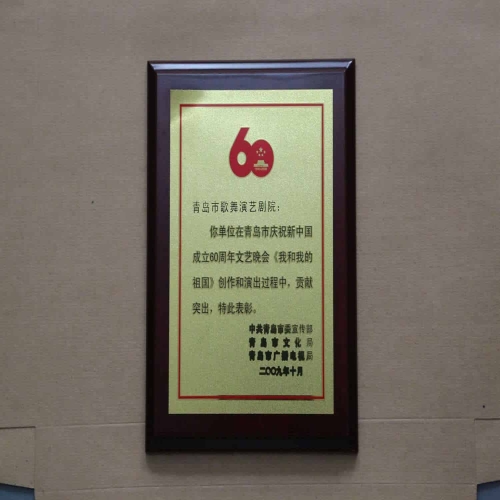 60
青岛市歌舞演艺剧院:
你单位在青岛市庆祝新中国
成立60周年文艺晚会《我和我的
祖国》创作和演出过程中，贡献
突出，特此表彰。
中共青岛市委宣传部
青岛市文化局
青岛市广播电视局
二〇〇九年十月